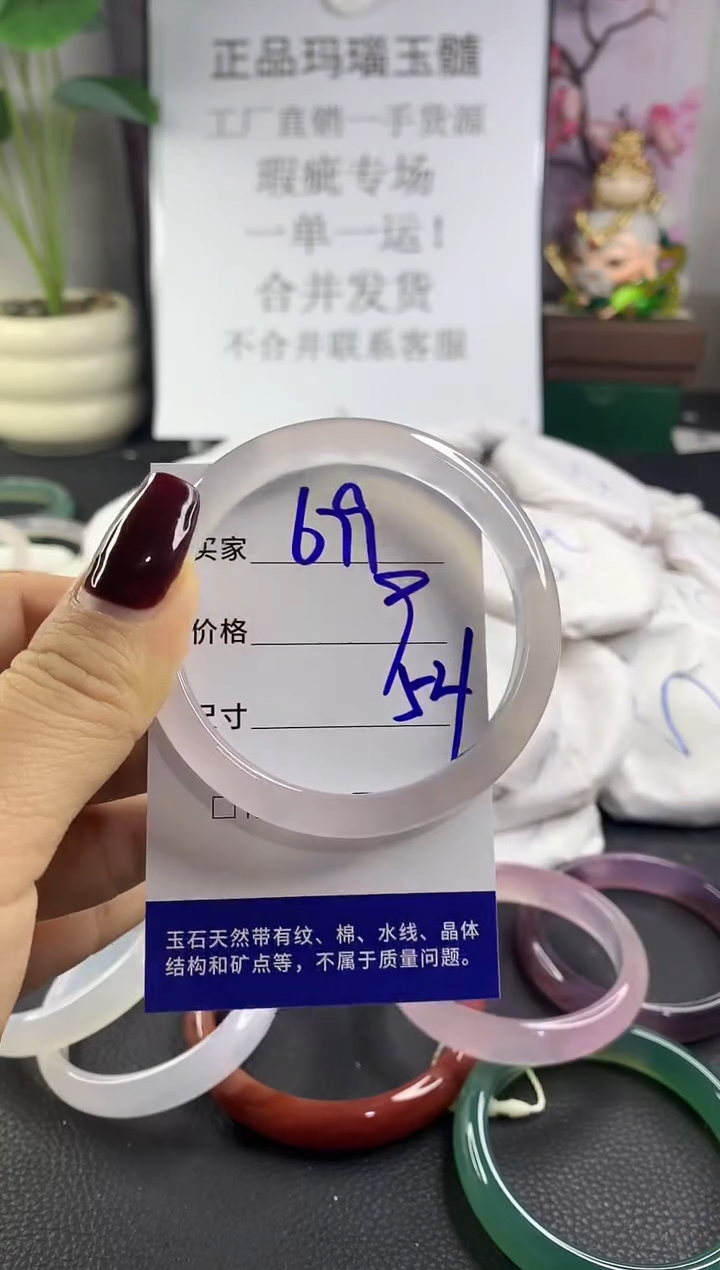 正品玛瑙玉髓
工厂直销一手货源
瑕疵专场
一单一运！
合并发货
不合并联系客服
买家
价格
尺寸
54
玉石天然带有纹、棉、水线、晶体
结构和矿点等，不属于质量问题。